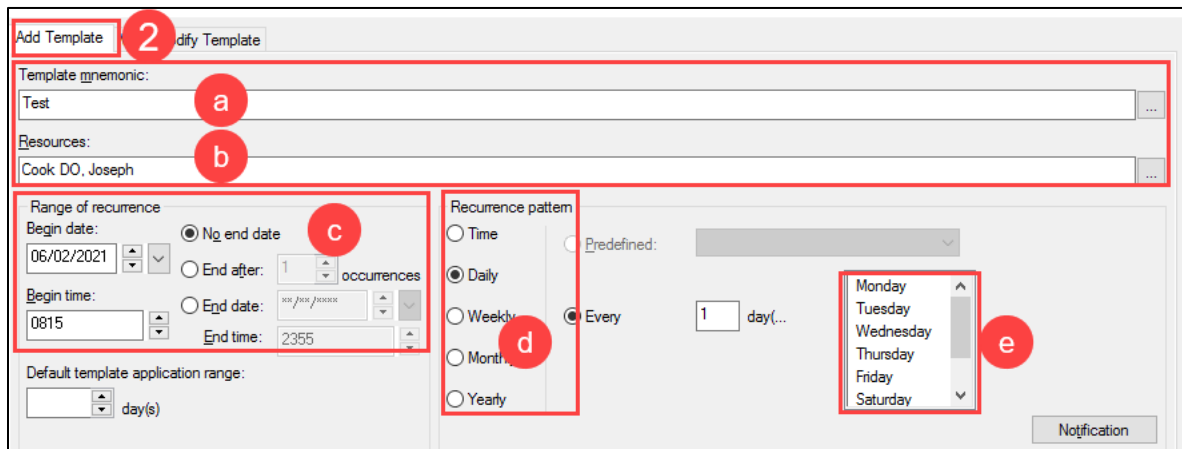 Add Template 2 dify Template
Template mnemonic:
Test a ...
Resources: b
Cook DO, Joseph ...
Range of recurrence
Begin date: No end date c
06/02/2021
End after: 1 occurrences
Begin time: End date: **/**/****
0815 End time: 2355
Default template application range:
day(s)
Recurrence pattern
Time Predefined:
Daily
Weekly Every 1 day(...
d
Monthly
Yearly
Monday
Tuesday
Wednesday
Thursday
Friday
Saturday
e
Notification